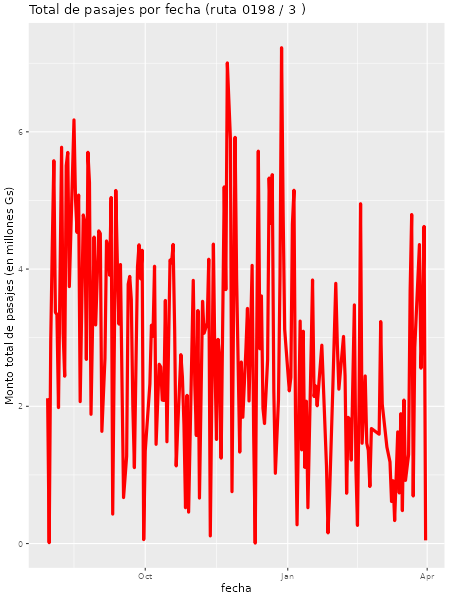 Total de pasajes por fecha (ruta 0198 / 3 )
Monto total de pasajes (en millones Gs)
6
4
2
0
Oct
Jan
Apr
fecha